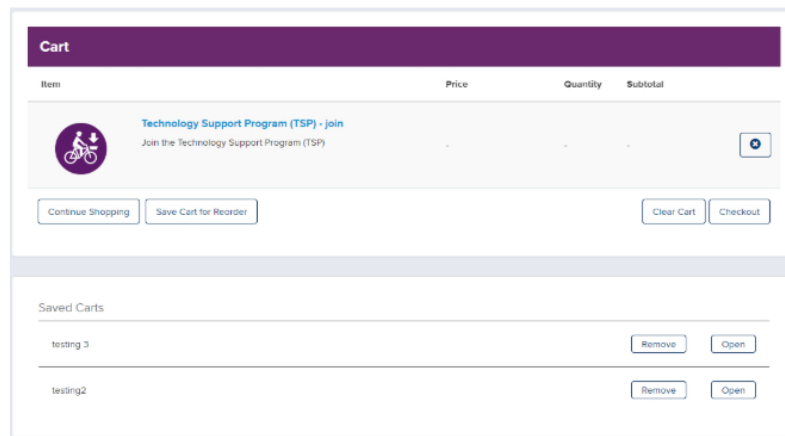 Cart
Item Price Quantity Subtotal
Technology Support Program (TSP) - join
Join the Technology Support Program (TSP) - - -
Continue Shopping Save Cart for Reorder Clear Cart Checkout
Saved Carts
testing 3 Remove Open
testing2 Remove Open